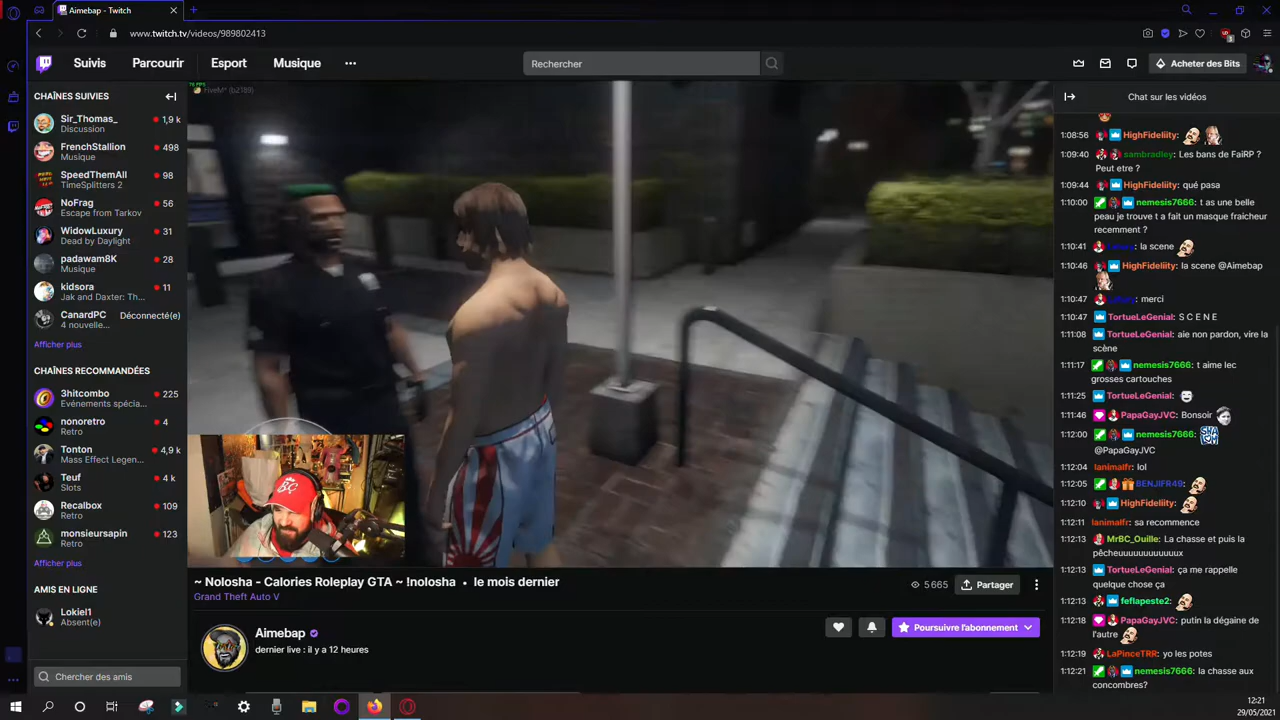 Aimebap - Twitch
www.twitch.tv/videos/989802413
Suivis
Parcourir
Esport
Musique
Rechercher
Acheter des Bits
CHAÎNES SUIVIES
Sir_Thomas_
1,9 k
Discussion
FrenchStallion
498
Musique
SpeedThemAll
98
TimeSplitters 2
NoFrag
56
Escape from Tarkov
WidowLuxury
31
Dead by Daylight
padawam8K
28
Musique
kidsora
11
Jak and Daxter: Th...
CanardPC
Déconnecté(e)
4 nouvelle...
Afficher plus
CHAÎNES RECOMMANDÉES
3hitcombo
225
Evénements spécia...
nonoretro
4
Retro
Tonton
4,9 k
Mass Effect Legen...
Teuf
4 k
Slots
Recalbox
109
Retro
monsieursapin
123
Retro
Afficher plus
AMIS EN LIGNE
Lokiel1
Absent(e)
Chercher des amis
FiveM® (b2189)
~ Nolosha - Calories Roleplay GTA ~ !nolosha • le mois dernier
Grand Theft Auto V
5 665
Partager
Aimebap
dernier live : il y a 12 heures
Poursuivre l'abonnement
Chat sur les vidéos
1:08:56 HighFideliity:
1:09:40 sambradley: Les bans de FaiRP ?
Peut etre ?
1:09:44 HighFideliity: qué pasa
1:10:00 nemesis7666: t as une belle
peau je trouve t a fait un masque fraicheur
recemment ?
1:10:41 : la scene
1:10:46 HighFideliity: la scene @Aimebap
1:10:47 : merci
1:10:47 TortueLeGenial: S C E N E
1:11:08 TortueLeGenial: aie non pardon, vire la
scène
1:11:17 nemesis7666: t aime lec
grosses cartouches
1:11:25 TortueLeGenial:
1:11:46 PapaGayJVC: Bonsoir
1:12:00 nemesis7666:
@PapaGayJVC
1:12:04 lanimalfr: lol
1:12:05 BENJIFR49:
1:12:10 HighFideliity:
1:12:11 lanimalfr: sa recommence
1:12:13 MrBC_Ouille: La chasse et puis la
pêcheuuuuuuuuuuux
1:12:13 TortueLeGenial: ça me rappelle
quelque chose ça
1:12:13 feflapeste2:
1:12:18 PapaGayJVC: putin la dégaine de
l'autre
1:12:19 LaPinceTRR: yo les potes
1:12:21 nemesis7666: la chasse aux
concombres?
12:21
29/05/2021